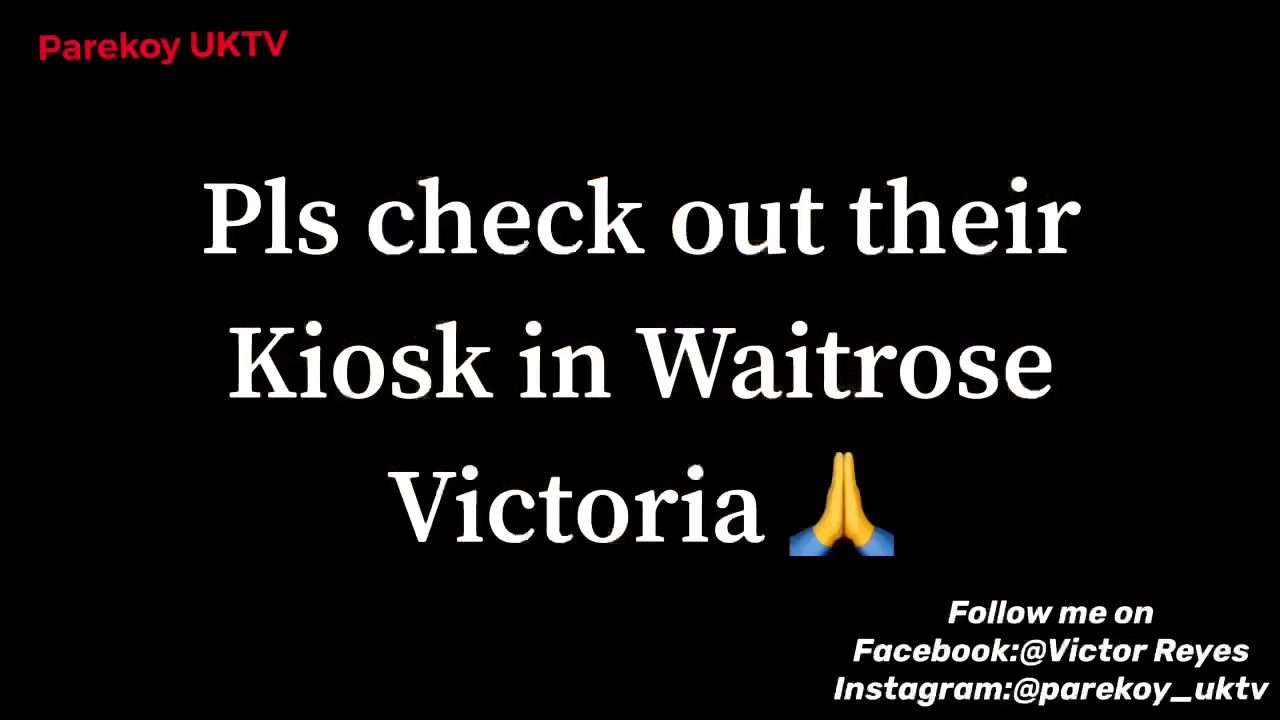 Parekoy UKTV
Pls check out their
Kiosk in Waitrose
Victoria 🙏
Follow me on
Facebook:@Victor Reyes
Instagram:@parekoy_uktv